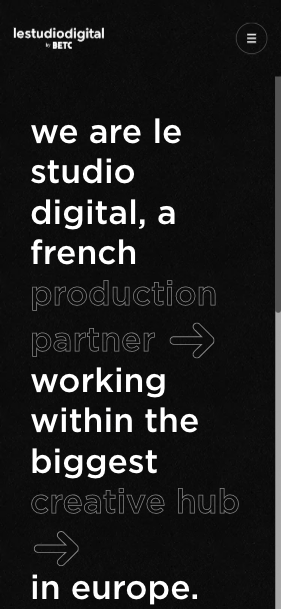 lestudiodigital
by BETC
we are le
studio
digital, a
french
production
partner
working
within the
biggest
creative hub
in europe.